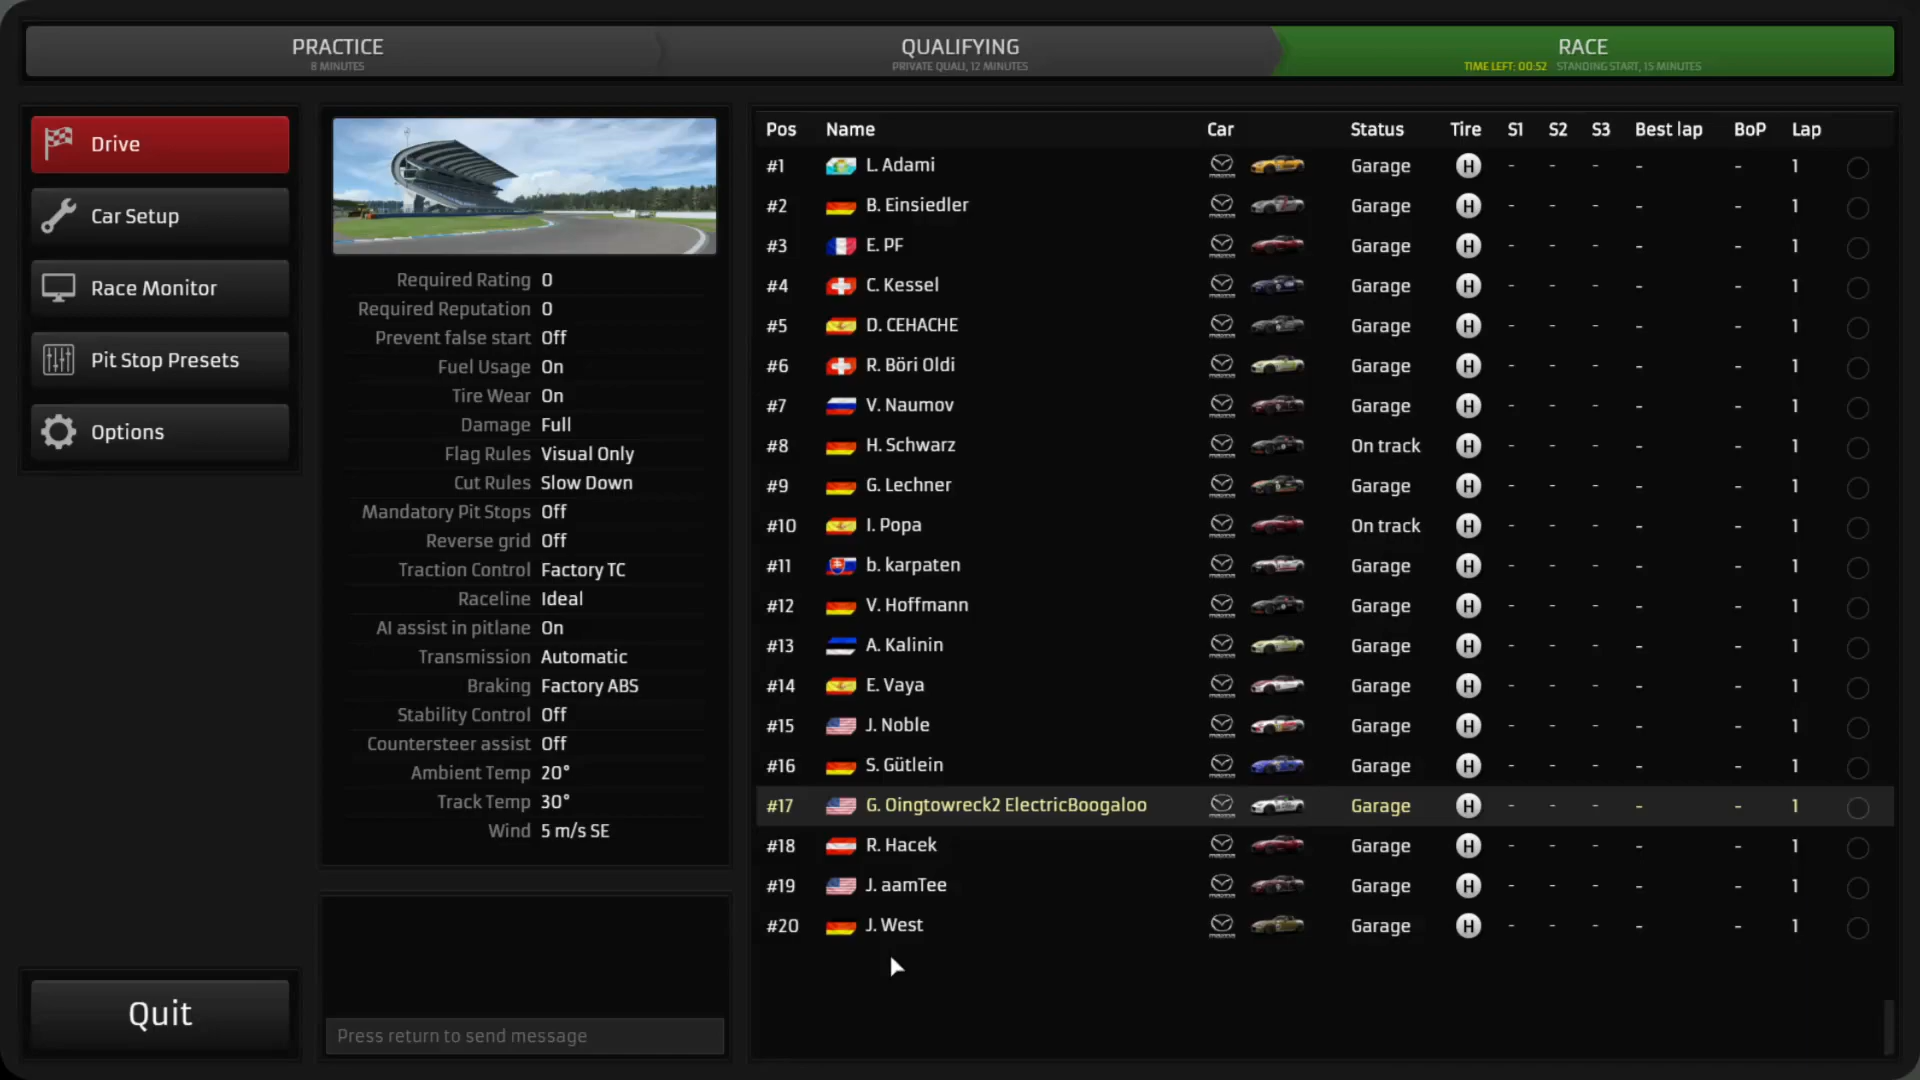 PRACTICE
8 MINUTES
QUALIFYING
PRIVATE QUALI, 12 MINUTES
RACE
TIME LEFT: 00:52 STANDING START, 15 MINUTES
Drive
Car Setup
Race Monitor
Pit Stop Presets
Options
Quit
Required Rating 0
Required Reputation 0
Prevent false start Off
Fuel Usage On
Tire Wear On
Damage Full
Flag Rules Visual Only
Cut Rules Slow Down
Mandatory Pit Stops Off
Reverse grid Off
Traction Control Factory TC
Raceline Ideal
AI assist in pitlane On
Transmission Automatic
Braking Factory ABS
Stability Control Off
Countersteer assist Off
Ambient Temp 20°
Track Temp 30°
Wind 5 m/s SE
Press return to send message
Pos Name Car Status Tire S1 S2 S3 Best lap BoP Lap
#1 L. Adami Garage H - - - - - 1
#2 B. Einsiedler Garage H - - - - - 1
#3 E. PF Garage H - - - - - 1
#4 C. Kessel Garage H - - - - - 1
#5 D. CEHACHE Garage H - - - - - 1
#6 R. Böri Oldi Garage H - - - - - 1
#7 V. Naumov Garage H - - - - - 1
#8 H. Schwarz On track H - - - - - 1
#9 G. Lechner Garage H - - - - - 1
#10 I. Popa On track H - - - - - 1
#11 b. karpaten Garage H - - - - - 1
#12 V. Hoffmann Garage H - - - - - 1
#13 A. Kalinin Garage H - - - - - 1
#14 E. Vaya Garage H - - - - - 1
#15 J. Noble Garage H - - - - - 1
#16 S. Gütlein Garage H - - - - - 1
#17 G. Oingtowreck2 ElectricBoogaloo Garage H - - - - - 1
#18 R. Hacek Garage H - - - - - 1
#19 J. aamTee Garage H - - - - - 1
#20 J. West Garage H - - - - - 1